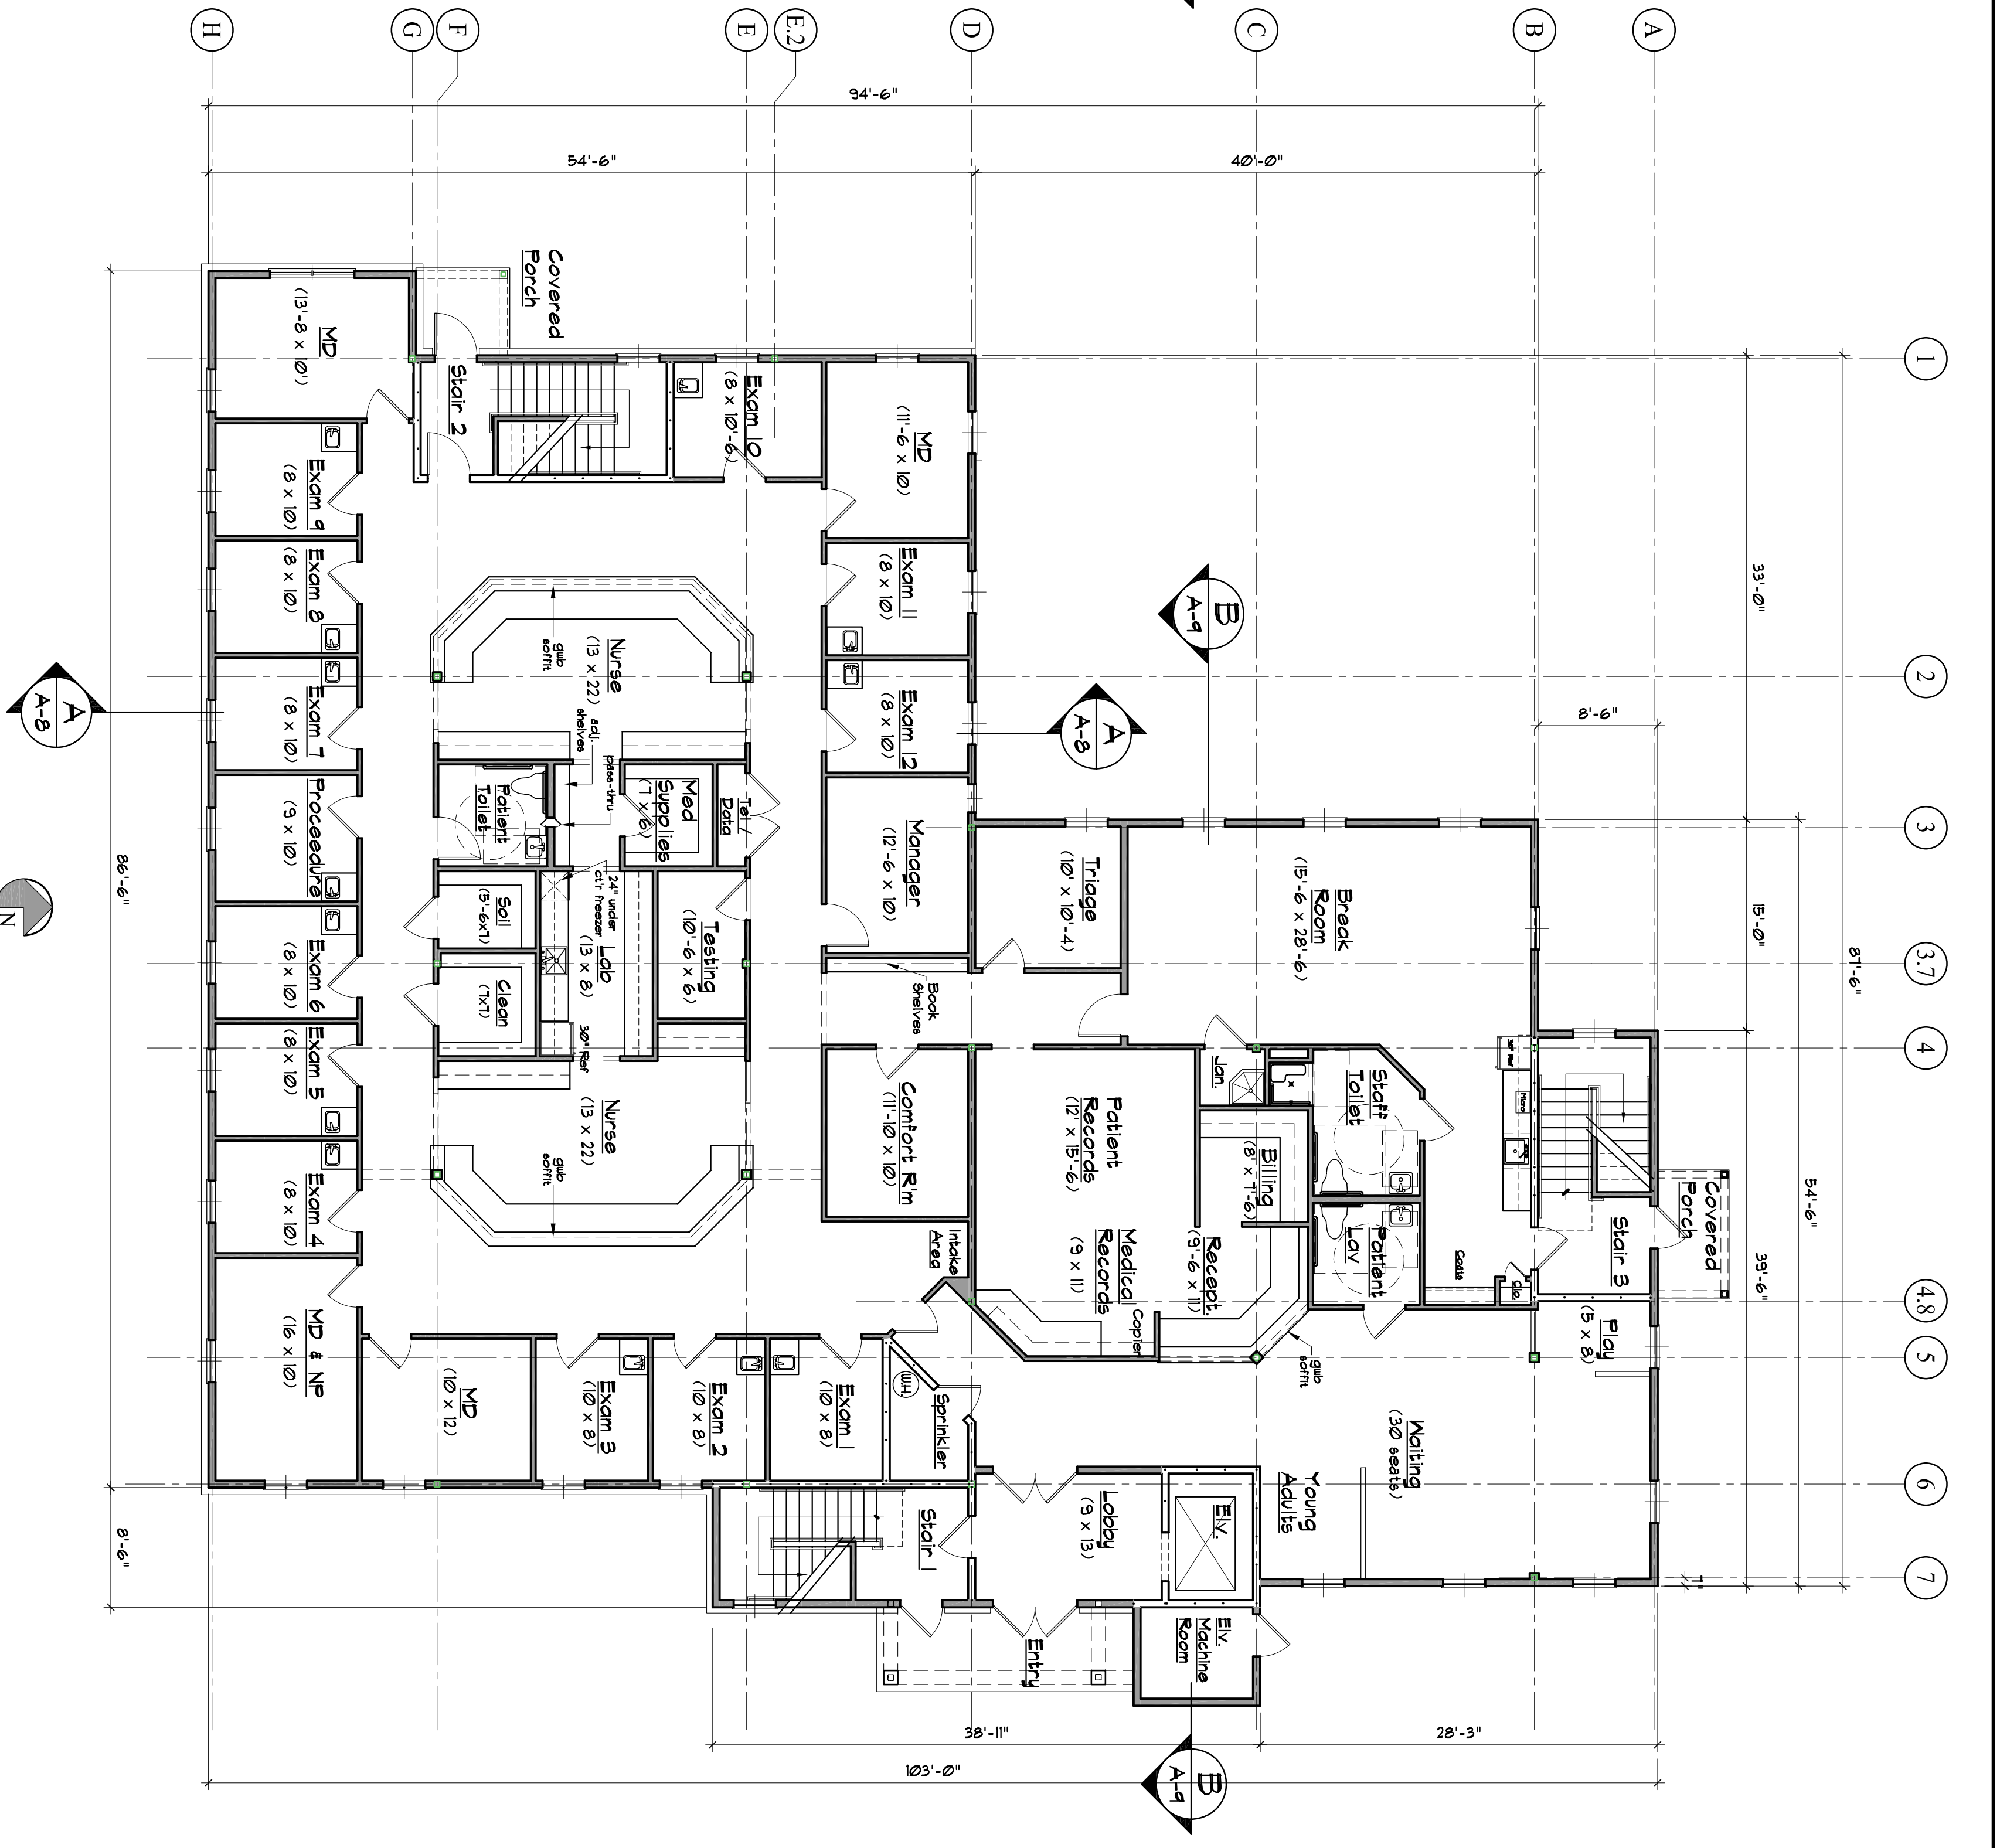 H
G
F
E
E.2
D
C
B
A
94'-6"
54'-6"
40'-0"
1
2
3
3.7
4
4.8
5
6
7
33'-0"
15'-0"
39'-6"
87'-6"
54'-6"
8'-6"
7"
86'-6"
8'-6"
38'-11"
28'-3"
103'-0"
Covered
Porch
MD
(13'-8 x 10')
Stair 2
Exam 10
(8 x 10'-6)
MD
(11'-6 x 10)
Exam 9
(8 x 10)
Exam 8
(8 x 10)
Exam 7
(8 x 10)
Proceedure
(9 x 10)
Exam 6
(8 x 10)
Exam 5
(8 x 10)
Exam 4
(8 x 10)
MD & NP
(16 x 10)
MD
(10 x 12)
Exam 3
(10 x 8)
Exam 2
(10 x 8)
Exam 1
(10 x 8)
W.H.
Sprinkler
Exam 11
(8 x 10)
Exam 12
(8 x 10)
Manager
(12'-6 x 10)
Book
Shelves
Comfort Rm
(11'-10 x 10)
Intake
Area
gwb
soffit
Nurse
(13 x 22)
adj.
shelves
pass-thru
Patient
Toilet
Med
Supplies
(7 x 6)
Tel /
Data
Soil
(5'-6x7)
Clean
(7x7)
24" under
ct'r freezer
Lab
(13 x 8)
30" Ref
Testing
(10'-6 x 6)
Nurse
(13 x 22)
gwb
soffit
Triage
(10' x 10'-4)
Break
Room
(15'-6 x 28'-6)
Jan.
Patient
Records
(12' x 15'-6)
Medical
Records
(9 x 11)
Copier
Billing
(8' x 7'-6)
Recept.
(9'-6 x 11)
gwb
soffit
Staff
Toilet
Patient
Lav
30" Ref
Micro
Coats
Clo.
Stair 3
Covered
Porch
Play
(5 x 8)
Waiting
(30 seats)
Young
Adults
Lobby
(9 x 13)
Elv.
Stair 1
Entry
Elv.
Machine
Room
A
A-8
A
A-8
B
A-9
B
A-9
N